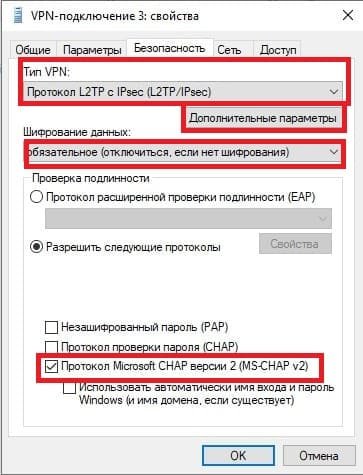 VPN-подключение 3: свойства
Общие Параметры Безопасность Сеть Доступ
Тип VPN:
Протокол L2TP с IPsec (L2TP/IPsec)
Дополнительные параметры
Шифрование данных:
обязательное (отключиться, если нет шифрования)
Проверка подлинности
Протокол расширенной проверки подлинности (EAP)
Разрешить следующие протоколы
Свойства
Незашифрованный пароль (PAP)
Протокол проверки пароля (CHAP)
Протокол Microsoft CHAP версии 2 (MS-CHAP v2)
Использовать автоматически имя входа и пароль
Windows (и имя домена, если существует)
OK Отмена